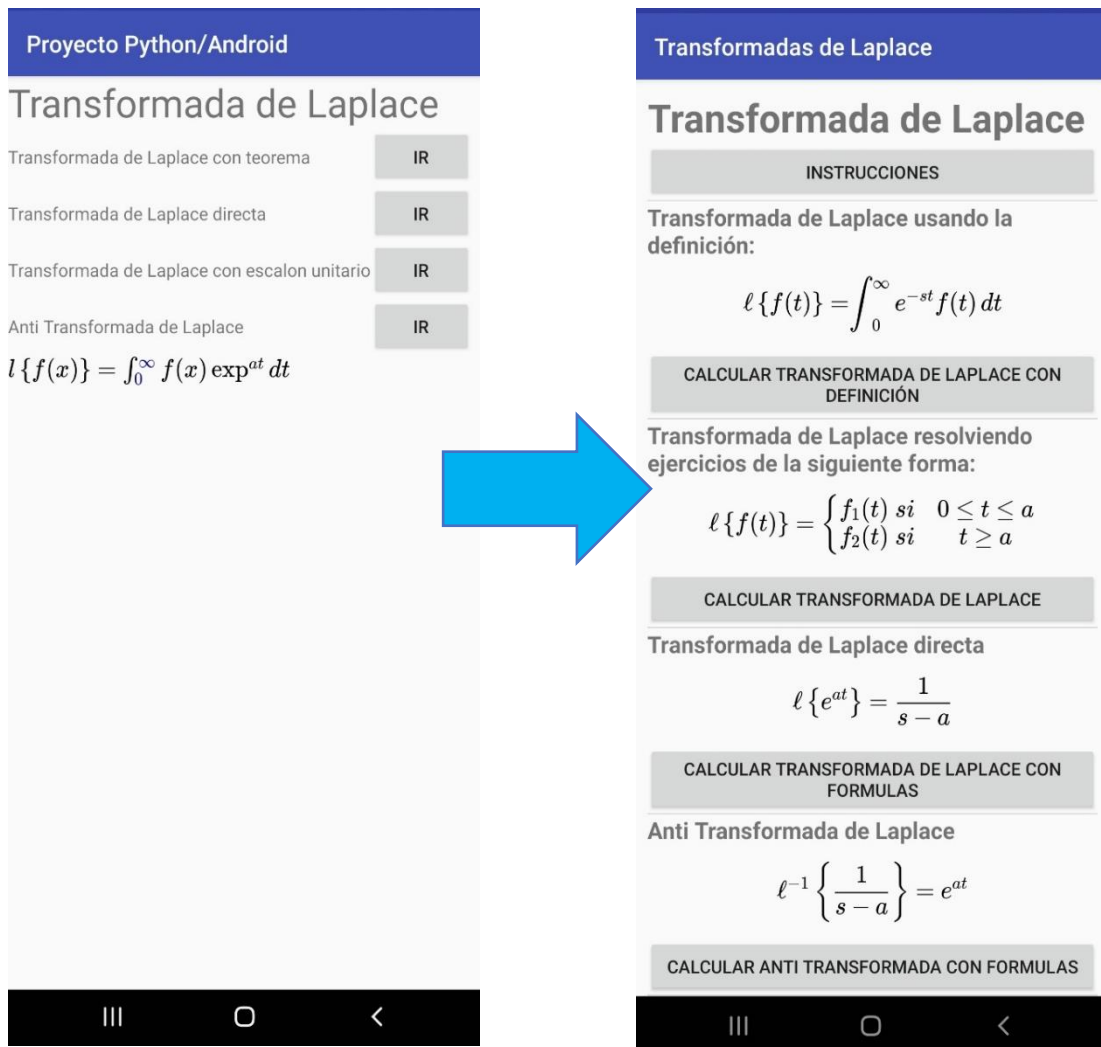 Proyecto Python/Android
Transformada de Laplace
Transformada de Laplace con teorema IR
Transformada de Laplace directa IR
Transformada de Laplace con escalon unitario IR
Anti Transformada de Laplace IR
l {f(x)} = ∫₀^∞ f(x) exp^{at} dt
Transformadas de Laplace
Transformada de Laplace
INSTRUCCIONES
Transformada de Laplace usando la
definición:
ℓ {f(t)} = ∫₀^∞ e^{-st} f(t) dt
CALCULAR TRANSFORMADA DE LAPLACE CON
DEFINICIÓN
Transformada de Laplace resolviendo
ejercicios de la siguiente forma:
ℓ {f(t)} = { f₁(t) si 0 ≤ t ≤ a
f₂(t) si t ≥ a
CALCULAR TRANSFORMADA DE LAPLACE
Transformada de Laplace directa
ℓ {e^{at}} = 1/(s − a)
CALCULAR TRANSFORMADA DE LAPLACE CON
FORMULAS
Anti Transformada de Laplace
ℓ⁻¹ {1/(s − a)} = e^{at}
CALCULAR ANTI TRANSFORMADA CON FORMULAS